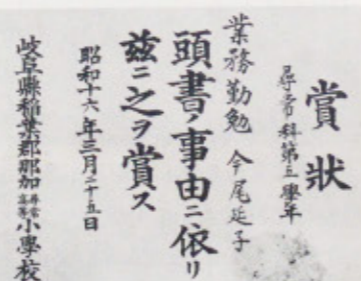 賞狀
尋常科第五學年
業務勤勉 今尾延子
頭書ノ事由ニ依リ
茲ニ之ヲ賞ス
昭和十六年三月二十五日
岐阜縣稲葉郡那加尋常高等小學校